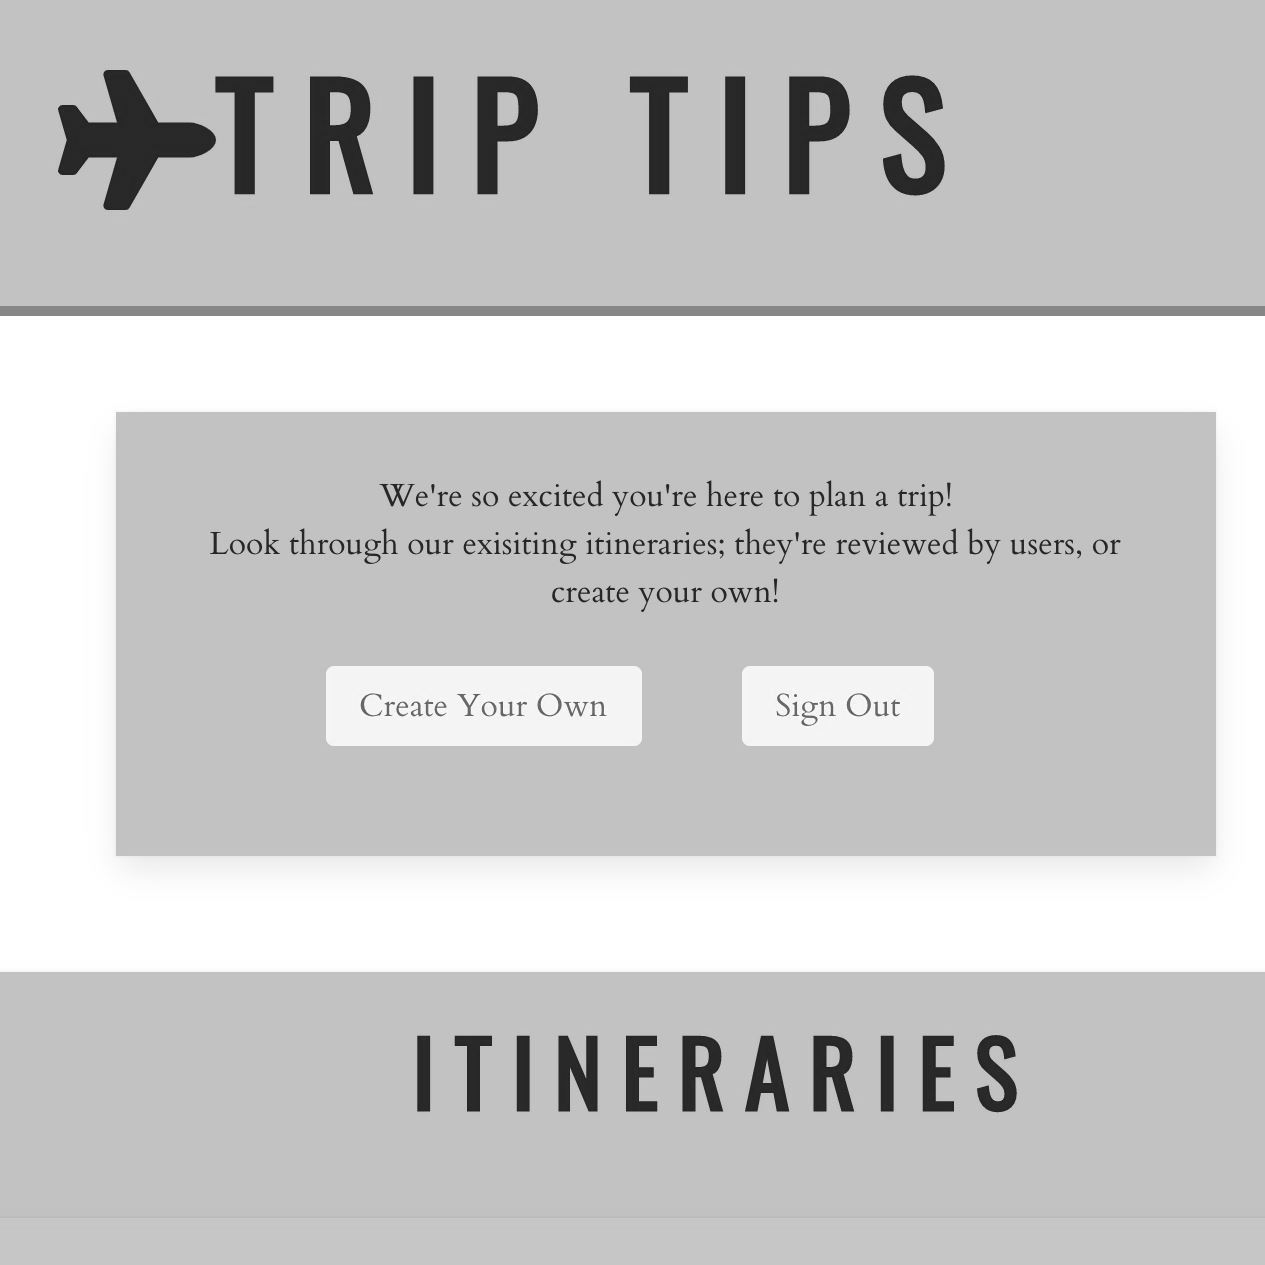 TRIP TIPS
We're so excited you're here to plan a trip!
Look through our exisiting itineraries; they're reviewed by users, or
create your own!
Create Your Own
Sign Out
ITINERARIES